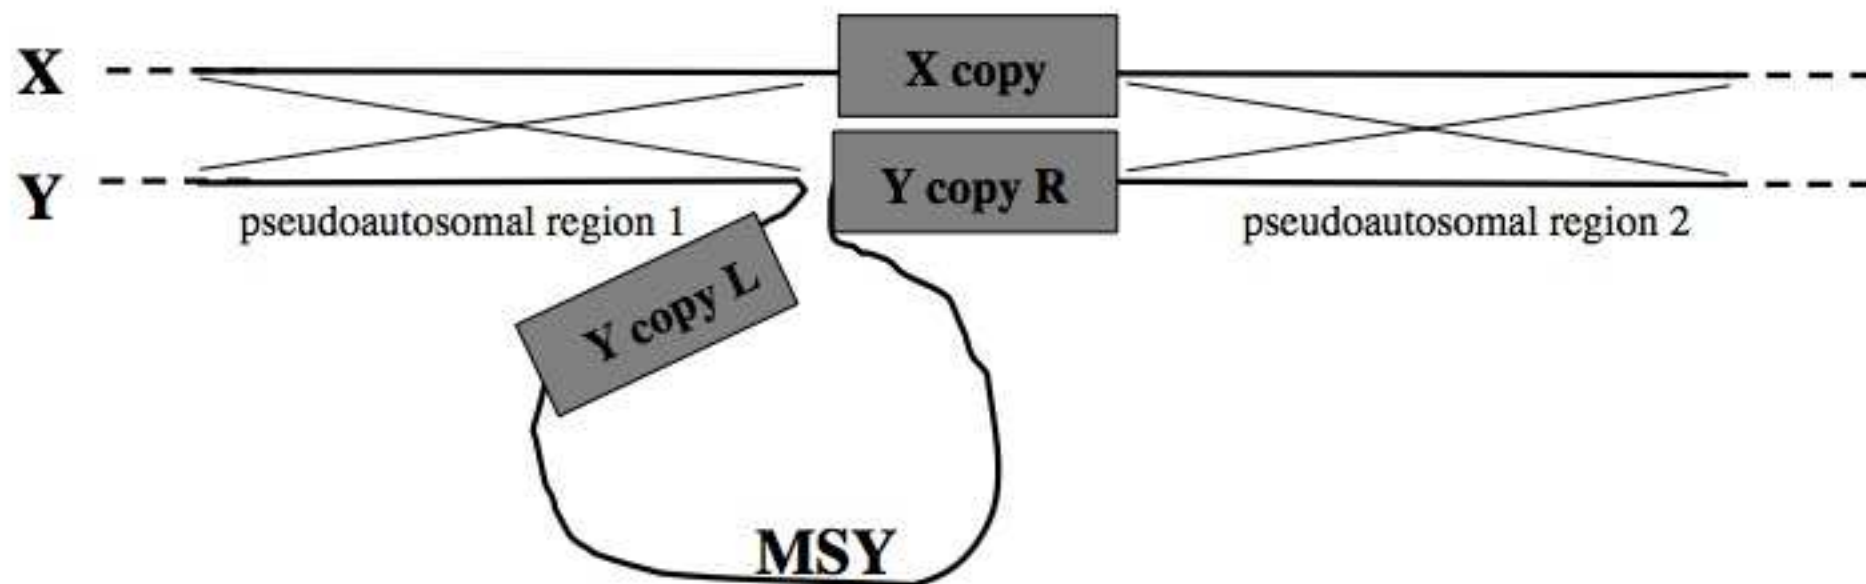 X
X copy
Y
Y copy R
pseudoautosomal region 1
pseudoautosomal region 2
Y copy L
MSY